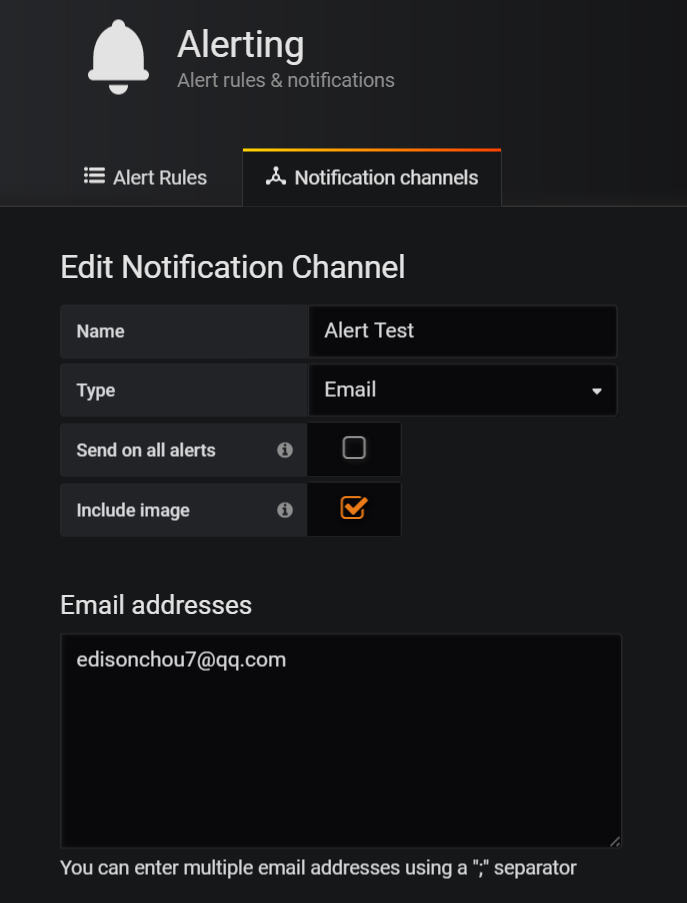 Alerting
Alert rules & notifications
Alert Rules
Notification channels
Edit Notification Channel
Name
Alert Test
Type
Email
Send on all alerts
Include image
Email addresses
edisonchou7@qq.com
You can enter multiple email addresses using a ";" separator